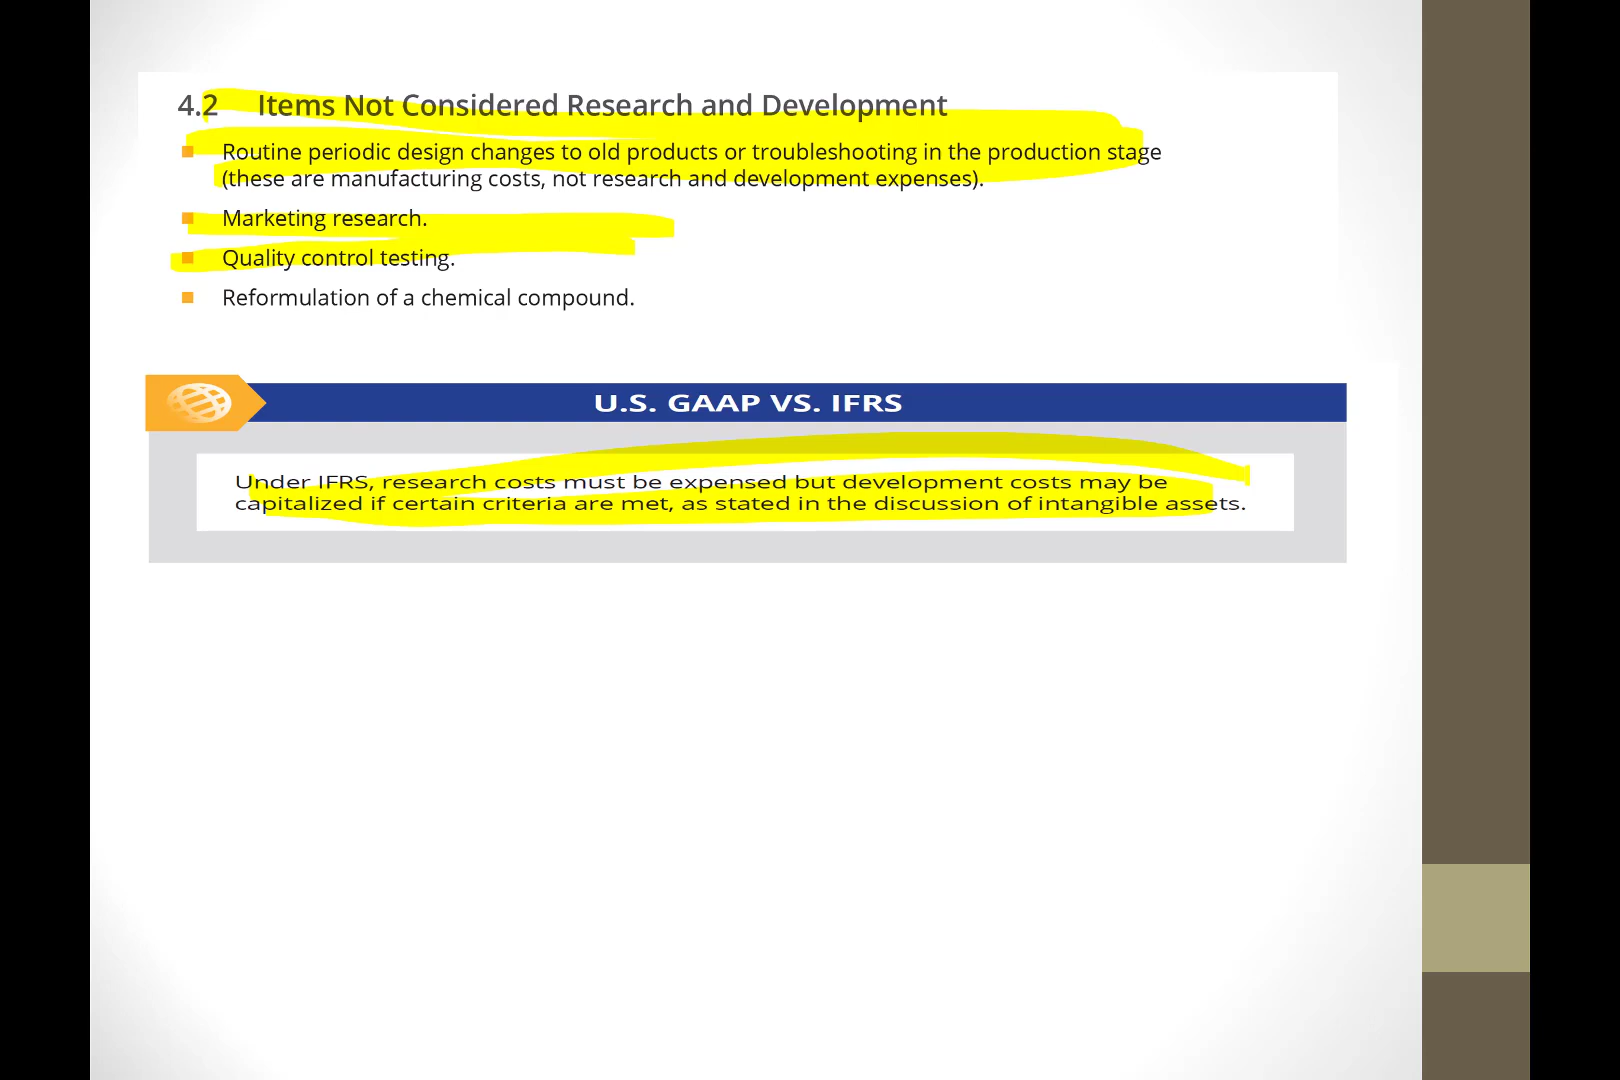 4.2 Items Not Considered Research and Development
Routine periodic design changes to old products or troubleshooting in the production stage
(these are manufacturing costs, not research and development expenses).
Marketing research.
Quality control testing.
Reformulation of a chemical compound.
U.S. GAAP VS. IFRS
Under IFRS, research costs must be expensed but development costs may be
capitalized if certain criteria are met, as stated in the discussion of intangible assets.